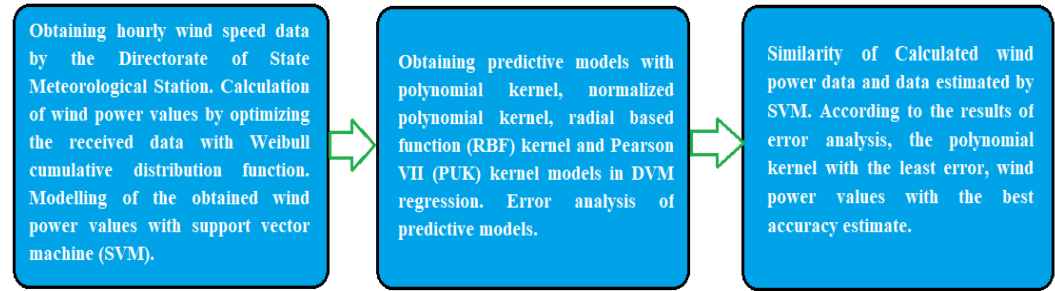 Obtaining hourly wind speed data
by the Directorate of State
Meteorological Station. Calculation
of wind power values by optimizing
the received data with Weibull
cumulative distribution function.
Modelling of the obtained wind
power values with support vector
machine (SVM).
Obtaining predictive models with
polynomial kernel, normalized
polynomial kernel, radial based
function (RBF) kernel and Pearson
VII (PUK) kernel models in DVM
regression. Error analysis of
predictive models.
Similarity of Calculated wind
power data and data estimated by
SVM. According to the results of
error analysis, the polynomial
kernel with the least error, wind
power values with the best
accuracy estimate.